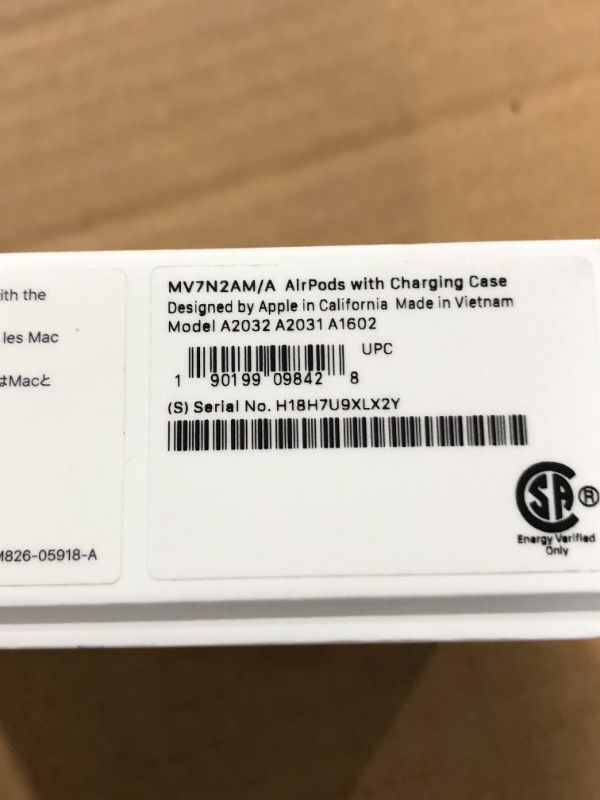 ith the
les Mac
はMacと
M826-05918-A
MV7N2AM/A AirPods with Charging Case
Designed by Apple in California Made in Vietnam
Model A2032 A2031 A1602
UPC
1 90199 09842 8
(S) Serial No. H18H7U9XLX2Y
SA ®
Energy Verified
Only